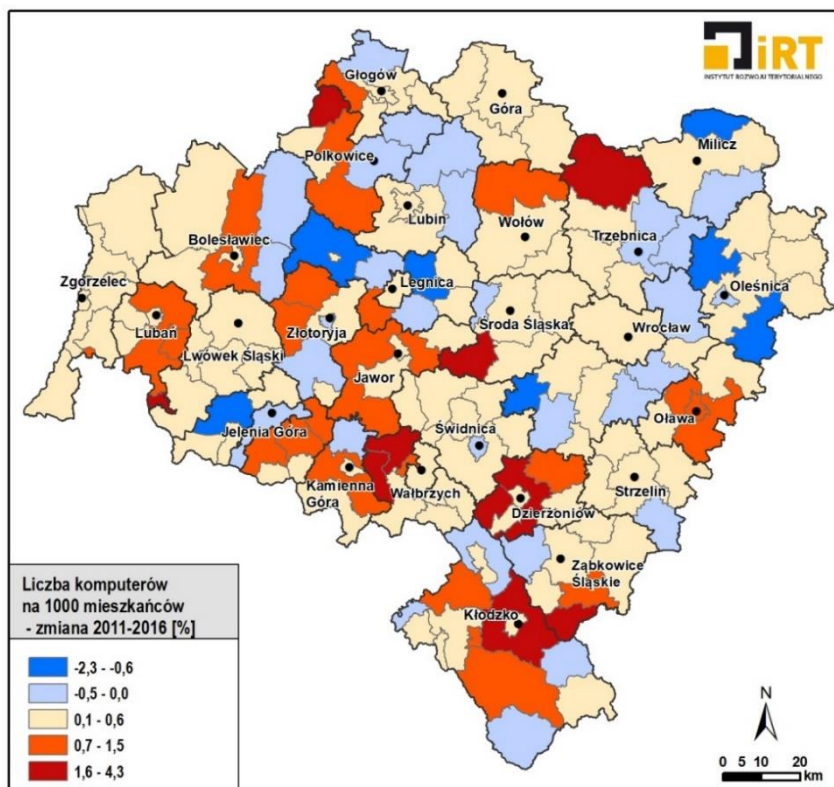 iRT
INSTYTUT ROZWOJU TERYTORIALNEGO
Głogów
Góra
Milicz
Polkowice
Lubin
Wołów
Trzebnica
Bolesławiec
Zgorzelec
Legnica
Oleśnica
Lubań
Złotoryja
Środa Śląska
Wrocław
Lwówek Śląski
Jawor
Jelenia Góra
Świdnica
Oława
Kamienna
Góra
Wałbrzych
Strzelin
Dzierżoniów
Ząbkowice
Śląskie
Kłodzko
Liczba komputerów
na 1000 mieszkańców
- zmiana 2011-2016 [%]
-2,3 - -0,6
-0,5 - 0,0
0,1 - 0,6
0,7 - 1,5
1,6 - 4,3
N
0 5 10 20
km